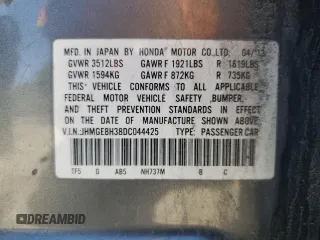 MFD. IN JAPAN BY HONDA MOTOR CO.,LTD. 04/13
GVWR 3512LBS GAWR F 1921LBS R 1619LBS
GVWR 1594KG GAWR F 872KG R 735KG
THIS VEHICLE CONFORMS TO ALL APPLICABLE
FEDERAL MOTOR VEHICLE SAFETY ,BUMPER,
AND THEFT PREVENTION STANDARDS IN EFFECT
ON THE DATE OF MANUFACTURE SHOWN ABOVE.
V.I.N.:JHMGE8H38DC044425 TYPE: PASSENGER CAR
TF5 G AB5 NH737M B C
©IDREAMBID